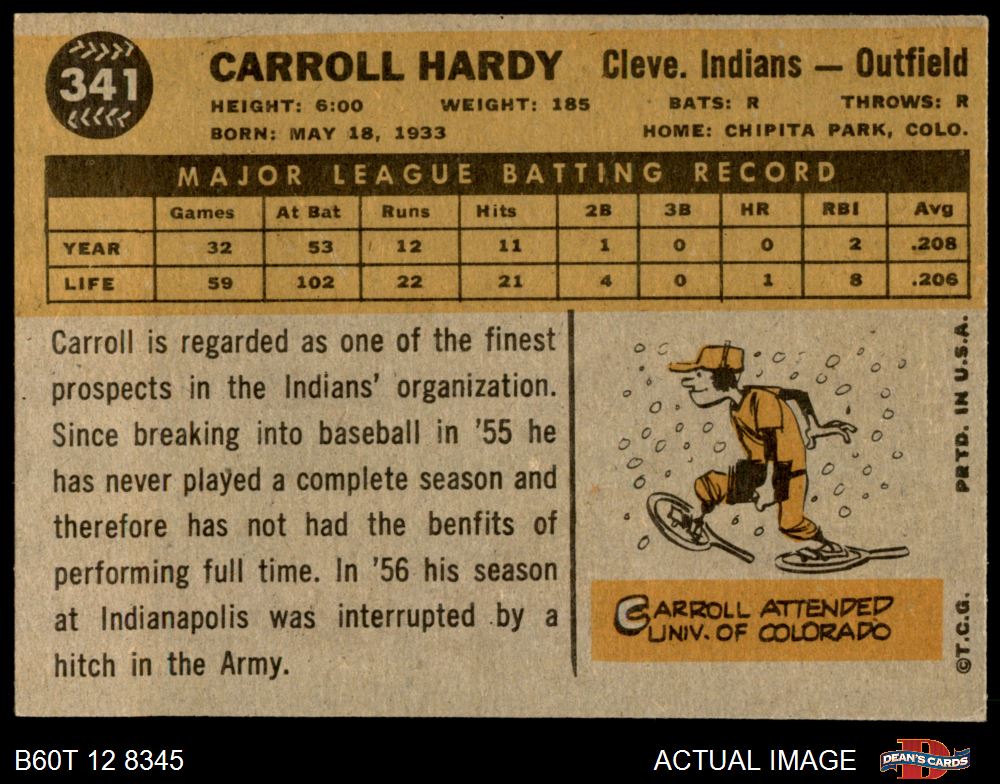 341
CARROLL HARDY Cleve. Indians — Outfield
HEIGHT: 6:00 WEIGHT: 185 BATS: R THROWS: R
BORN: MAY 18, 1933 HOME: CHIPITA PARK, COLO.
MAJOR LEAGUE BATTING RECORD
Games At Bat Runs Hits 2B 3B HR RBI Avg
YEAR 32 53 12 11 1 0 0 2 .208
LIFE 59 102 22 21 4 0 1 8 .206
Carroll is regarded as one of the finest
prospects in the Indians' organization.
Since breaking into baseball in '55 he
has never played a complete season and
therefore has not had the benfits of
performing full time. In '56 his season
at Indianapolis was interrupted by a
hitch in the Army.
CARROLL ATTENDED
UNIV. OF COLORADO
©T.C.G. PRTD. IN U.S.A.
B60T 12 8345 ACTUAL IMAGE
D
DEAN'S CARDS